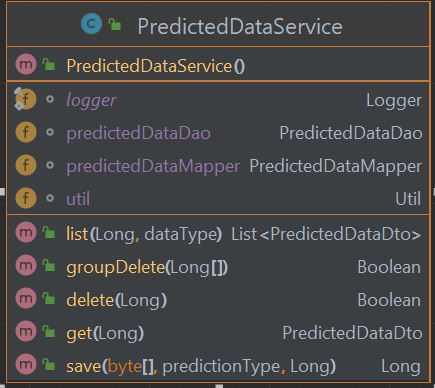 C PredictedDataService
m PredictedDataService()
f logger Logger
f predictedDataDao PredictedDataDao
f predictedDataMapper PredictedDataMapper
f util Util
m list(Long, dataType) List<PredictedDataDto>
m groupDelete(Long[]) Boolean
m delete(Long) Boolean
m get(Long) PredictedDataDto
m save(byte[], predictionType, Long) Long